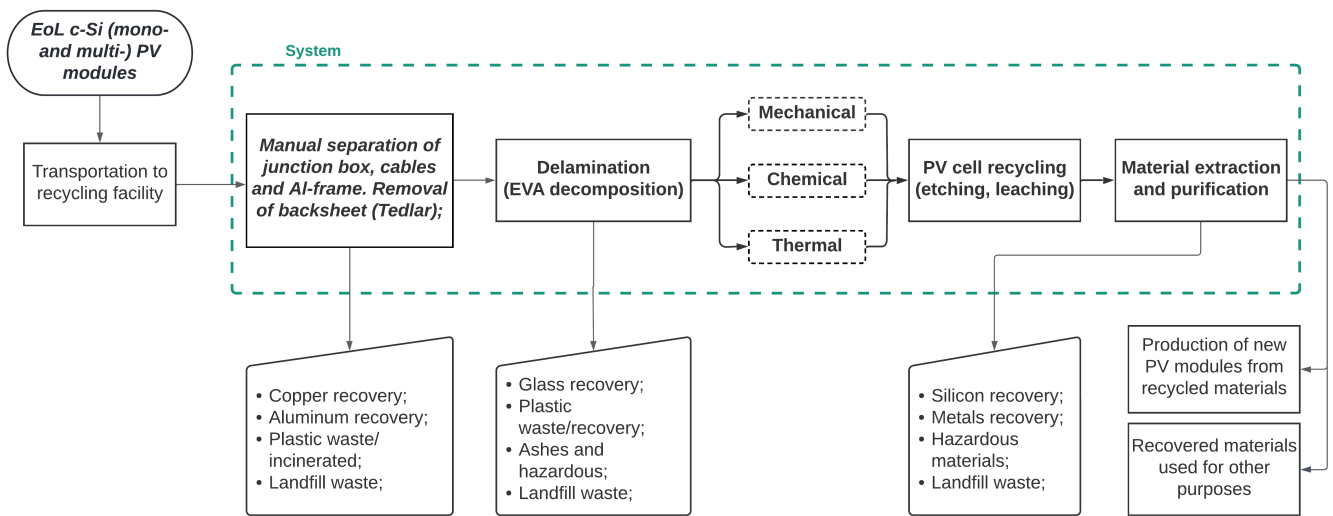 EoL c-Si (mono-
and multi-) PV
modules
System
Transportation to
recycling facility
Manual separation of
junction box, cables
and Al-frame. Removal
of backsheet (Tedlar);
Delamination
(EVA decomposition)
Mechanical
Chemical
Thermal
PV cell recycling
(etching, leaching)
Material extraction
and purification
• Copper recovery;
• Aluminum recovery;
• Plastic waste/
incinerated;
• Landfill waste;
• Glass recovery;
• Plastic
waste/recovery;
• Ashes and
hazardous;
• Landfill waste;
• Silicon recovery;
• Metals recovery;
• Hazardous
materials;
• Landfill waste;
Production of new
PV modules from
recycled materials
Recovered materials
used for other
purposes